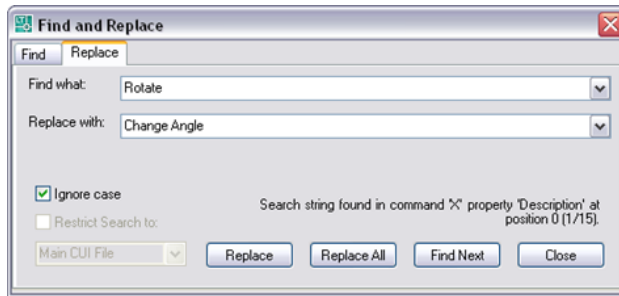 Find and Replace
Find Replace
Find what: Rotate
Replace with: Change Angle
Ignore case
Search string found in command 'X' property 'Description' at
position 0 (1/15).
Restrict Search to:
Main CUI File Replace Replace All Find Next Close